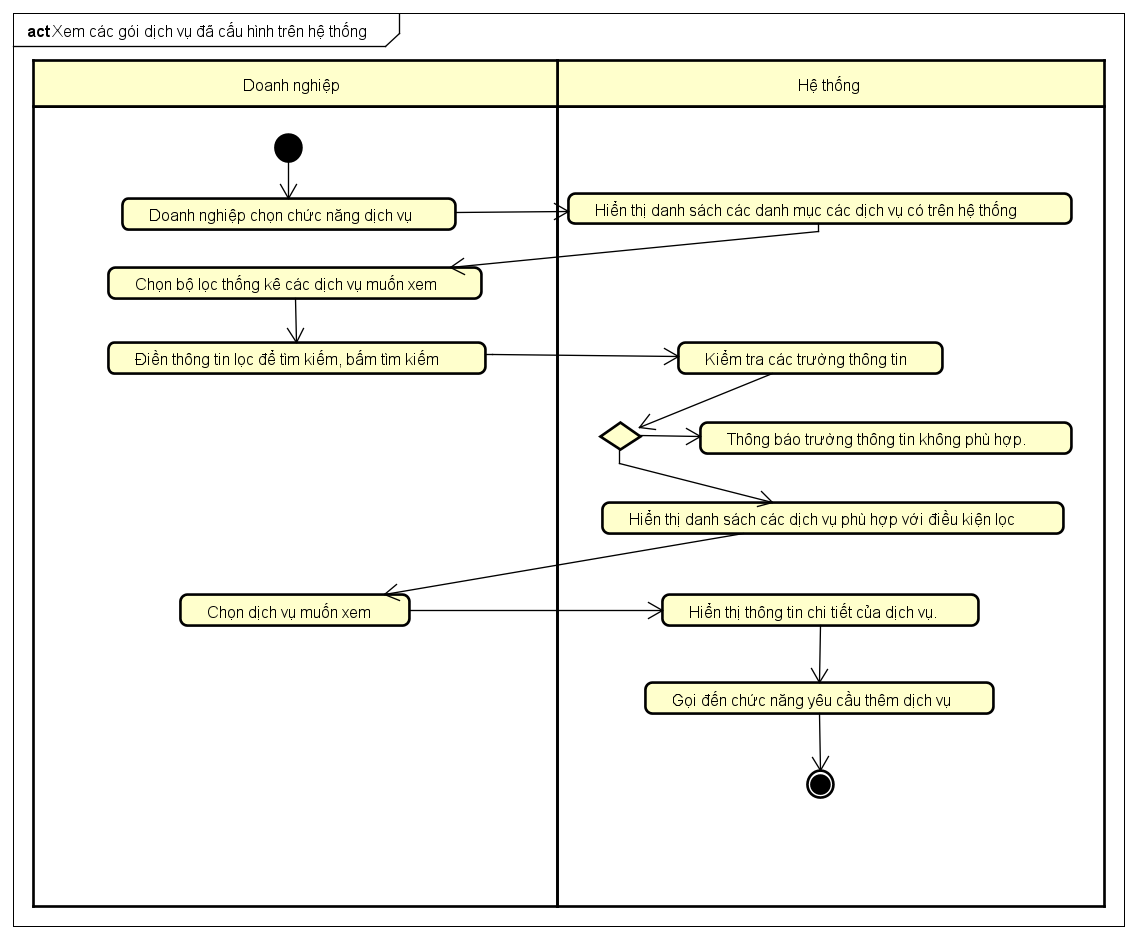 act Xem các gói dịch vụ đã cấu hình trên hệ thống
Doanh nghiệp
Hệ thống
Doanh nghiệp chọn chức năng dịch vụ
Hiển thị danh sách các danh mục các dịch vụ có trên hệ thống
Chọn bộ lọc thống kê các dịch vụ muốn xem
Điền thông tin lọc để tìm kiếm, bấm tìm kiếm
Kiểm tra các trường thông tin
Thông báo trường thông tin không phù hợp.
Hiển thị danh sách các dịch vụ phù hợp với điều kiện lọc
Chọn dịch vụ muốn xem
Hiển thị thông tin chi tiết của dịch vụ.
Gọi đến chức năng yêu cầu thêm dịch vụ